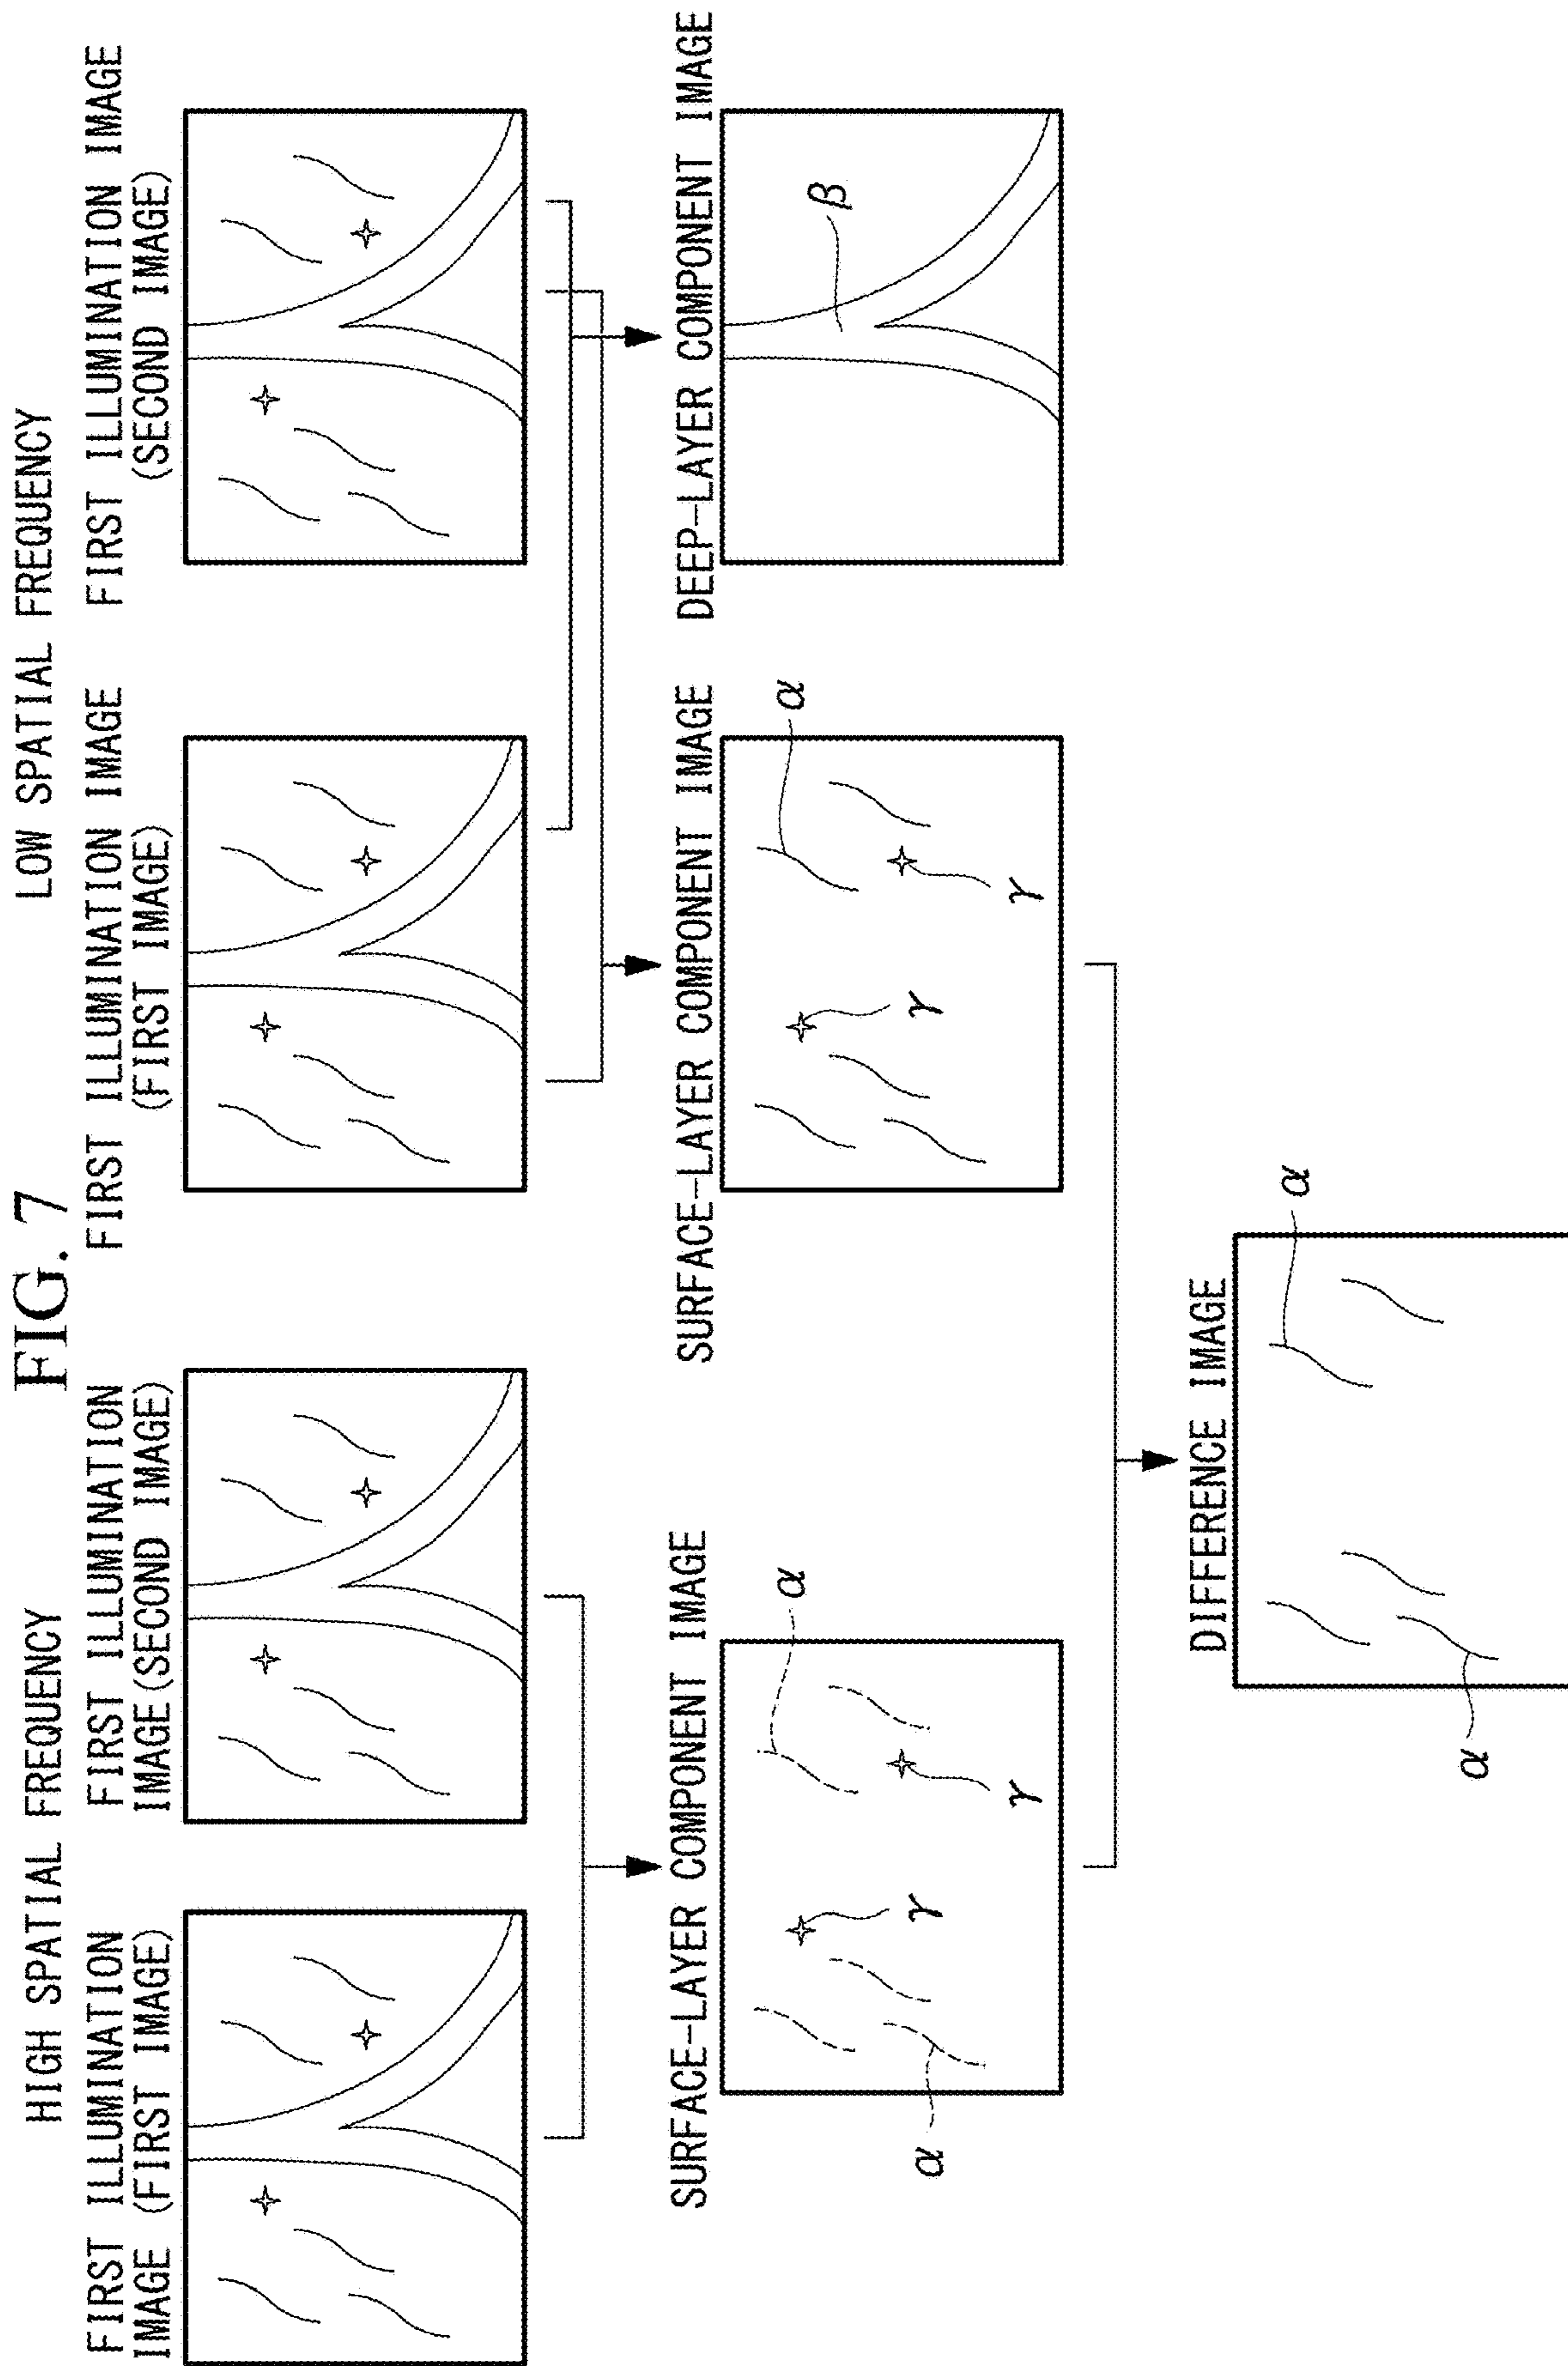 FIG. 7
HIGH SPATIAL FREQUENCY
LOW SPATIAL FREQUENCY
FIRST ILLUMINATION
IMAGE (FIRST IMAGE)
FIRST ILLUMINATION
IMAGE(SECOND IMAGE)
FIRST ILLUMINATION IMAGE
(FIRST IMAGE)
FIRST ILLUMINATION IMAGE
(SECOND IMAGE)
SURFACE-LAYER COMPONENT IMAGE
α
α
γ
γ
SURFACE-LAYER COMPONENT IMAGE
α
γ
γ
DEEP-LAYER COMPONENT IMAGE
β
DIFFERENCE IMAGE
α
α